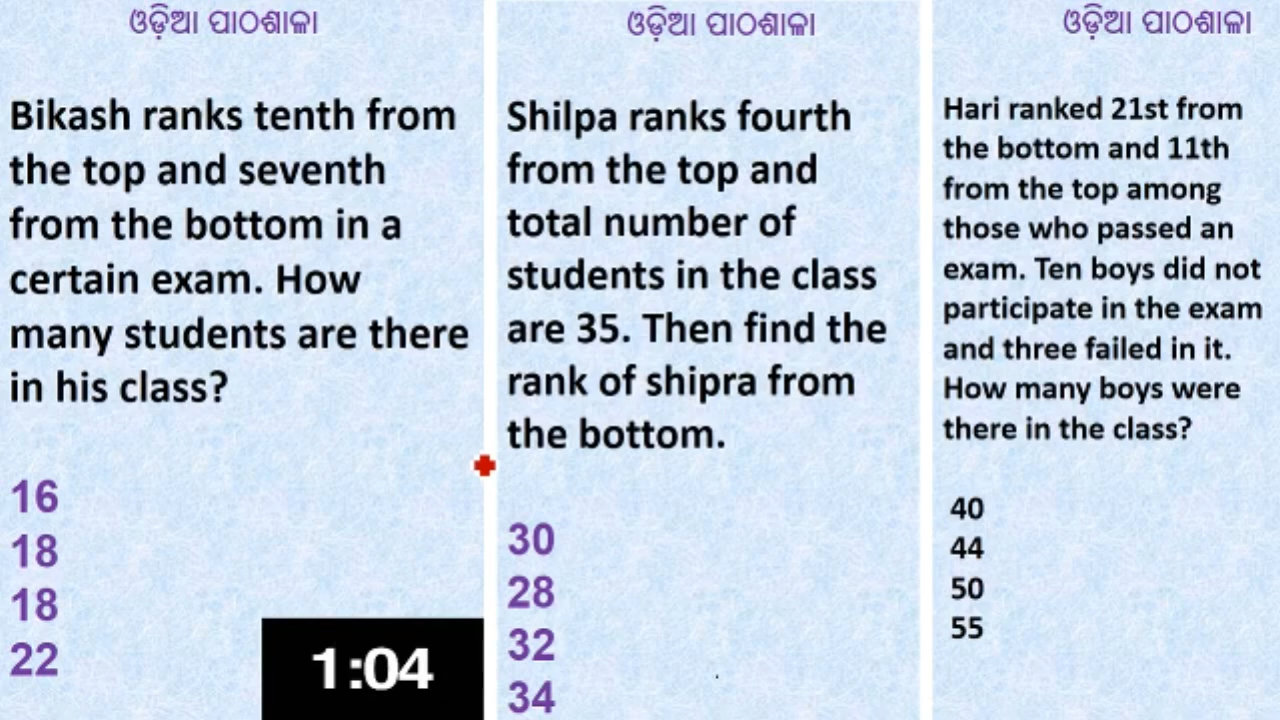 ଓଡ଼ିଆ ପାଠଶାଳା
Bikash ranks tenth from
the top and seventh
from the bottom in a
certain exam. How
many students are there
in his class?
16
18
18
22
1:04
ଓଡ଼ିଆ ପାଠଶାଳା
Shilpa ranks fourth
from the top and
total number of
students in the class
are 35. Then find the
rank of shipra from
the bottom.
30
28
32
34
ଓଡ଼ିଆ ପାଠଶାଳା
Hari ranked 21st from
the bottom and 11th
from the top among
those who passed an
exam. Ten boys did not
participate in the exam
and three failed in it.
How many boys were
there in the class?
40
44
50
55